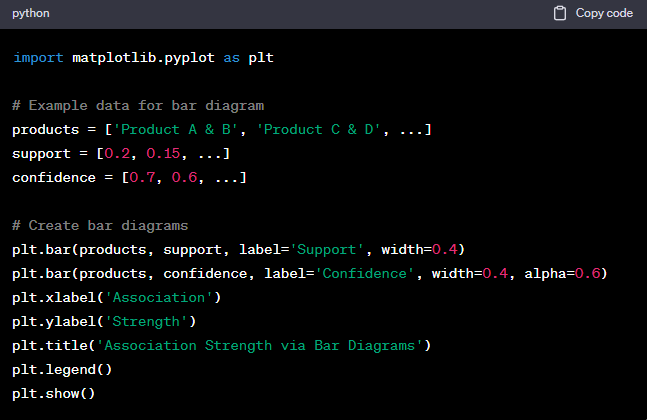 python
Copy code
import matplotlib.pyplot as plt
# Example data for bar diagram
products = ['Product A & B', 'Product C & D', ...]
support = [0.2, 0.15, ...]
confidence = [0.7, 0.6, ...]
# Create bar diagrams
plt.bar(products, support, label='Support', width=0.4)
plt.bar(products, confidence, label='Confidence', width=0.4, alpha=0.6)
plt.xlabel('Association')
plt.ylabel('Strength')
plt.title('Association Strength via Bar Diagrams')
plt.legend()
plt.show()